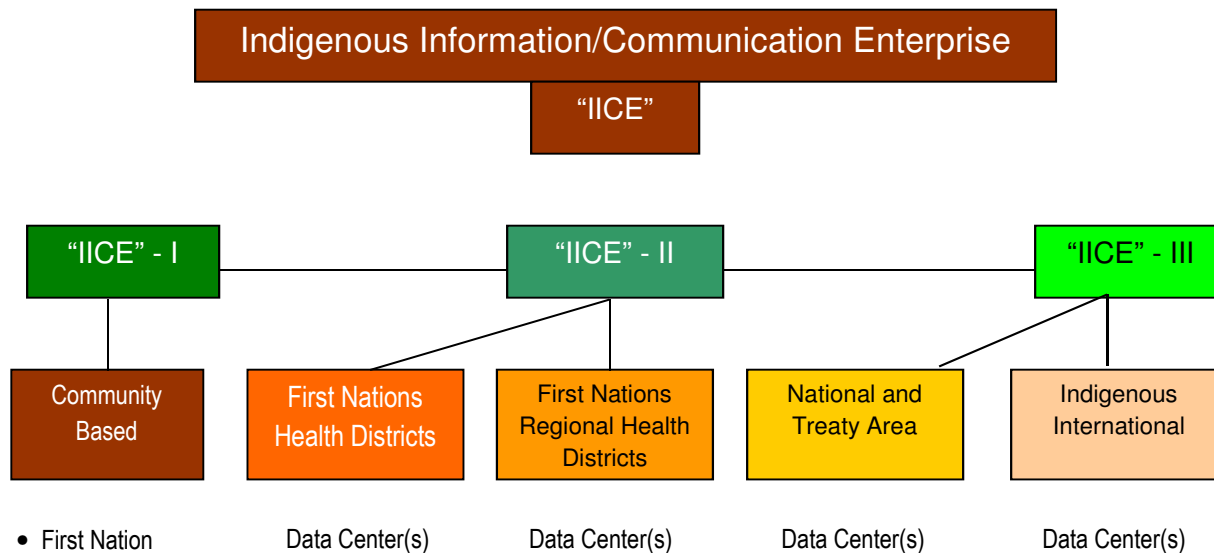 Indigenous Information/Communication Enterprise
“IICE”
“IICE” - I
“IICE” - II
“IICE” - III
Community
Based
First Nations
Health Districts
First Nations
Regional Health
Districts
National and
Treaty Area
Indigenous
International
• First Nation
Data Center(s)
Data Center(s)
Data Center(s)
Data Center(s)